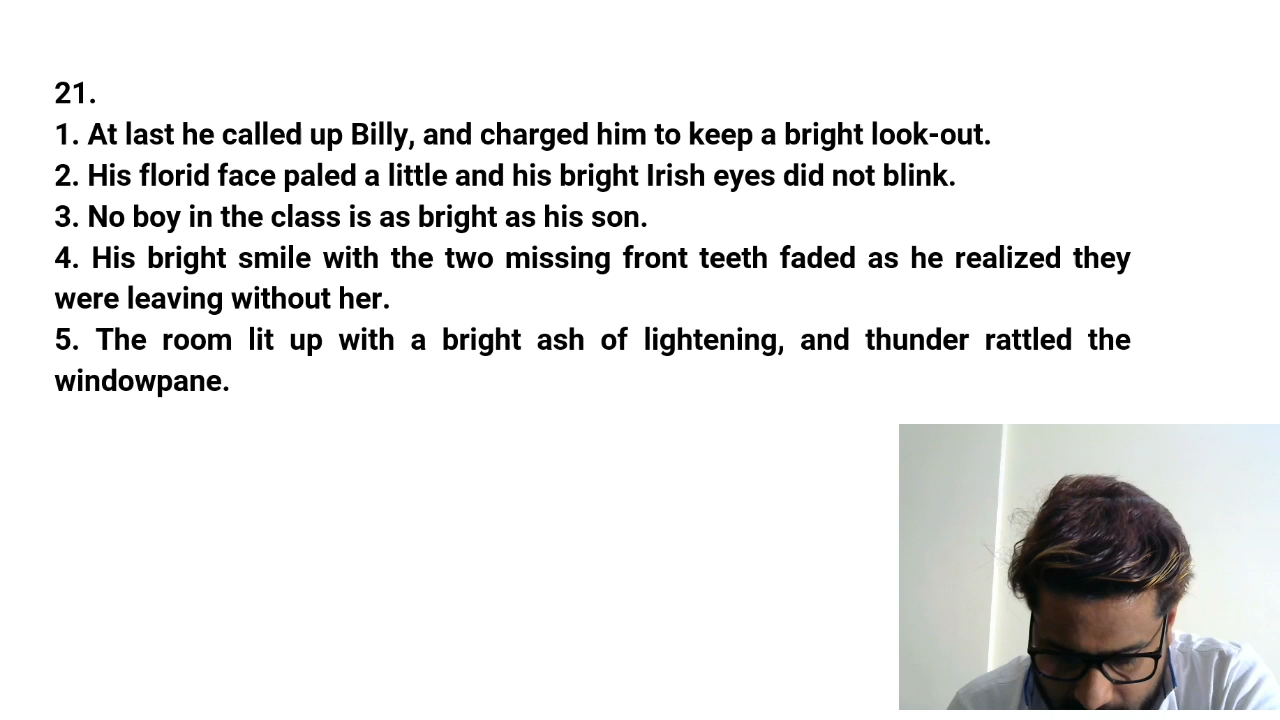 21.
1. At last he called up Billy, and charged him to keep a bright look-out.
2. His florid face paled a little and his bright Irish eyes did not blink.
3. No boy in the class is as bright as his son.
4. His bright smile with the two missing front teeth faded as he realized they
were leaving without her.
5. The room lit up with a bright ash of lightening, and thunder rattled the
windowpane.